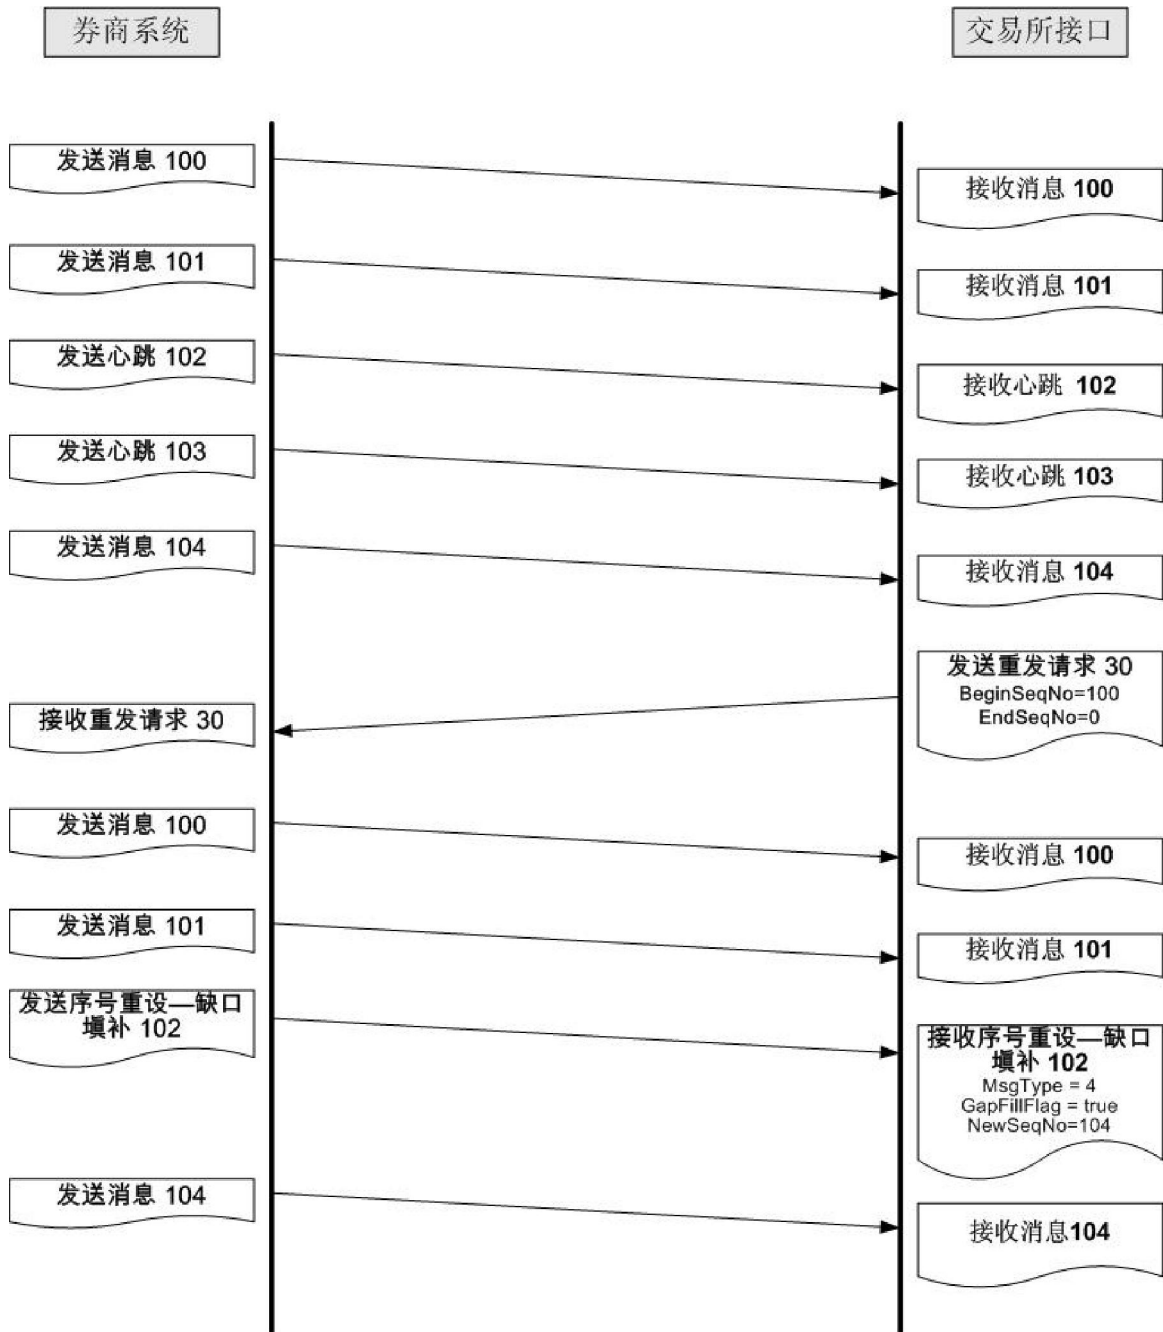 券商系统
交易所接口
发送消息 100
接收消息 100
发送消息 101
接收消息 101
发送心跳 102
接收心跳 102
发送心跳 103
接收心跳 103
发送消息 104
接收消息 104
发送重发请求 30
BeginSeqNo=100
EndSeqNo=0
接收重发请求 30
发送消息 100
接收消息 100
发送消息 101
接收消息 101
发送序号重设—缺口
填补 102
接收序号重设—缺口
填补 102
MsgType = 4
GapFillFlag = true
NewSeqNo=104
发送消息 104
接收消息104